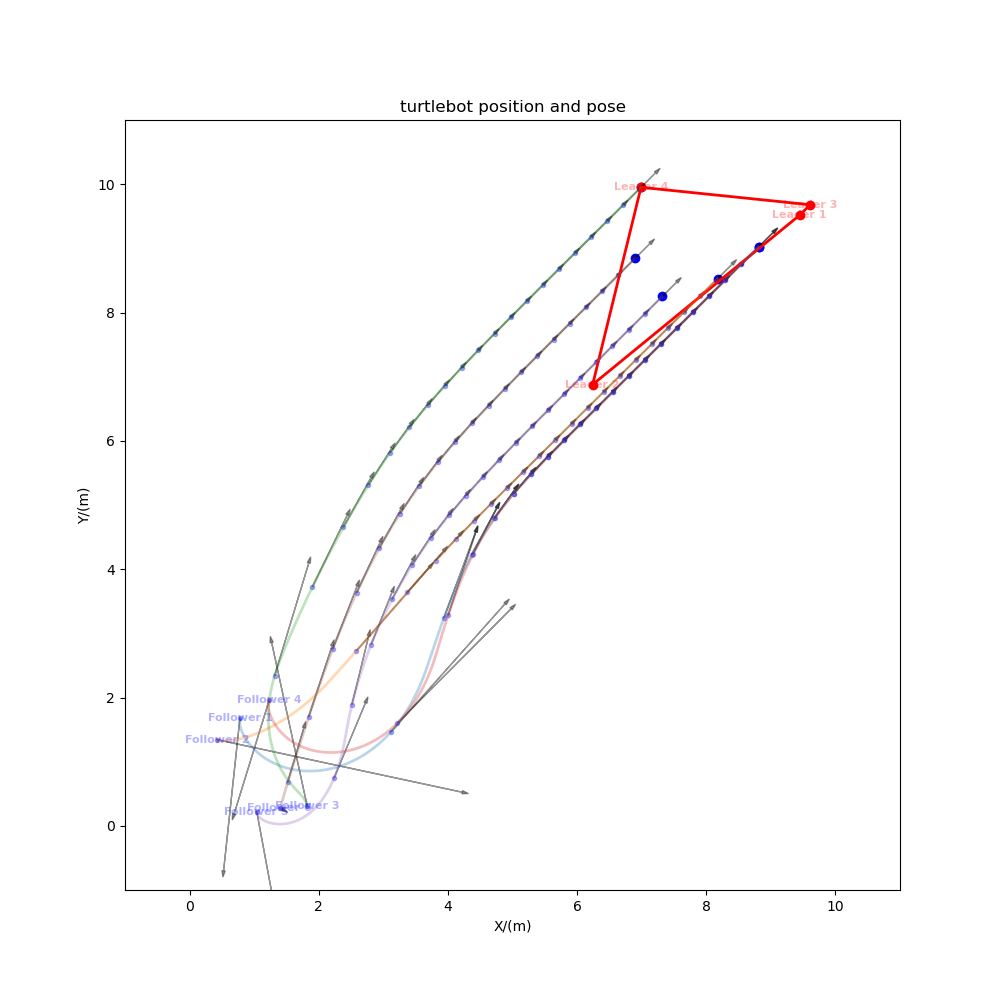 turtlebot position and pose
10
8
6
4
2
0
Y/(m)
Leader 4
Leader 3
Leader 1
Follower 4
Follower 1
Follower 2
Follower 3
0
2
4
6
8
10
X/(m)